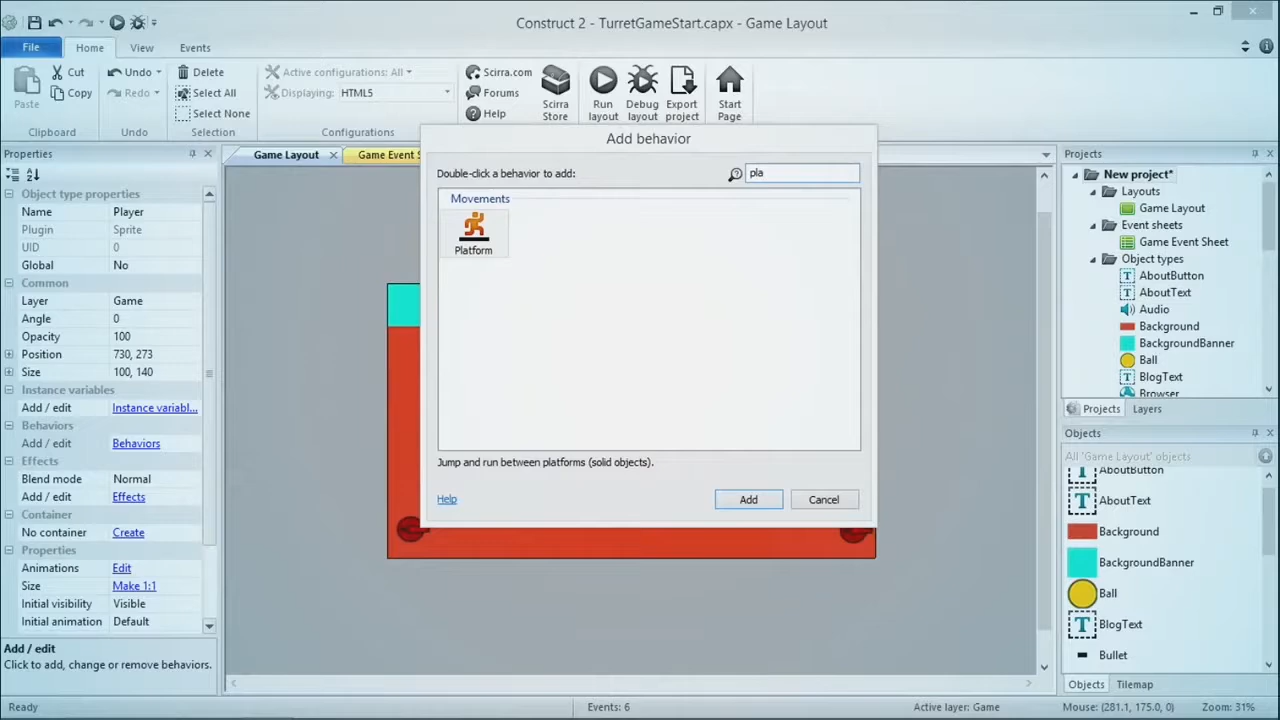 Construct 2 - TurretGameStart.capx - Game Layout
File
Home
View
Events
Paste
Cut
Copy
Clipboard
Undo
Redo
Undo
Delete
Select All
Select None
Selection
Active configurations: All
Displaying: HTML5
Configurations
Scirra.com
Forums
Help
Scirra Store
Run layout
Debug layout
Export project
Start Page
Properties
Object type properties
Name Player
Plugin Sprite
UID 0
Global No
Common
Layer Game
Angle 0
Opacity 100
Position 730, 273
Size 100, 140
Instance variables
Add / edit Instance variabl...
Behaviors
Add / edit Behaviors
Effects
Blend mode Normal
Add / edit Effects
Container
No container Create
Properties
Animations Edit
Size Make 1:1
Initial visibility Visible
Initial animation Default
Add / edit
Click to add, change or remove behaviors.
Game Layout
Game Event S
Add behavior
Double-click a behavior to add:
pla
Movements
Platform
Jump and run between platforms (solid objects).
Help
Add
Cancel
Projects
New project*
Layouts
Game Layout
Event sheets
Game Event Sheet
Object types
AboutButton
AboutText
Audio
Background
BackgroundBanner
Ball
BlogText
Browser
Projects
Layers
Objects
All 'Game Layout' objects
AboutButton
AboutText
Background
BackgroundBanner
Ball
BlogText
Bullet
Objects
Tilemap
Ready
Events: 6
Active layer: Game
Mouse: (281.1, 175.0, 0)
Zoom: 31%